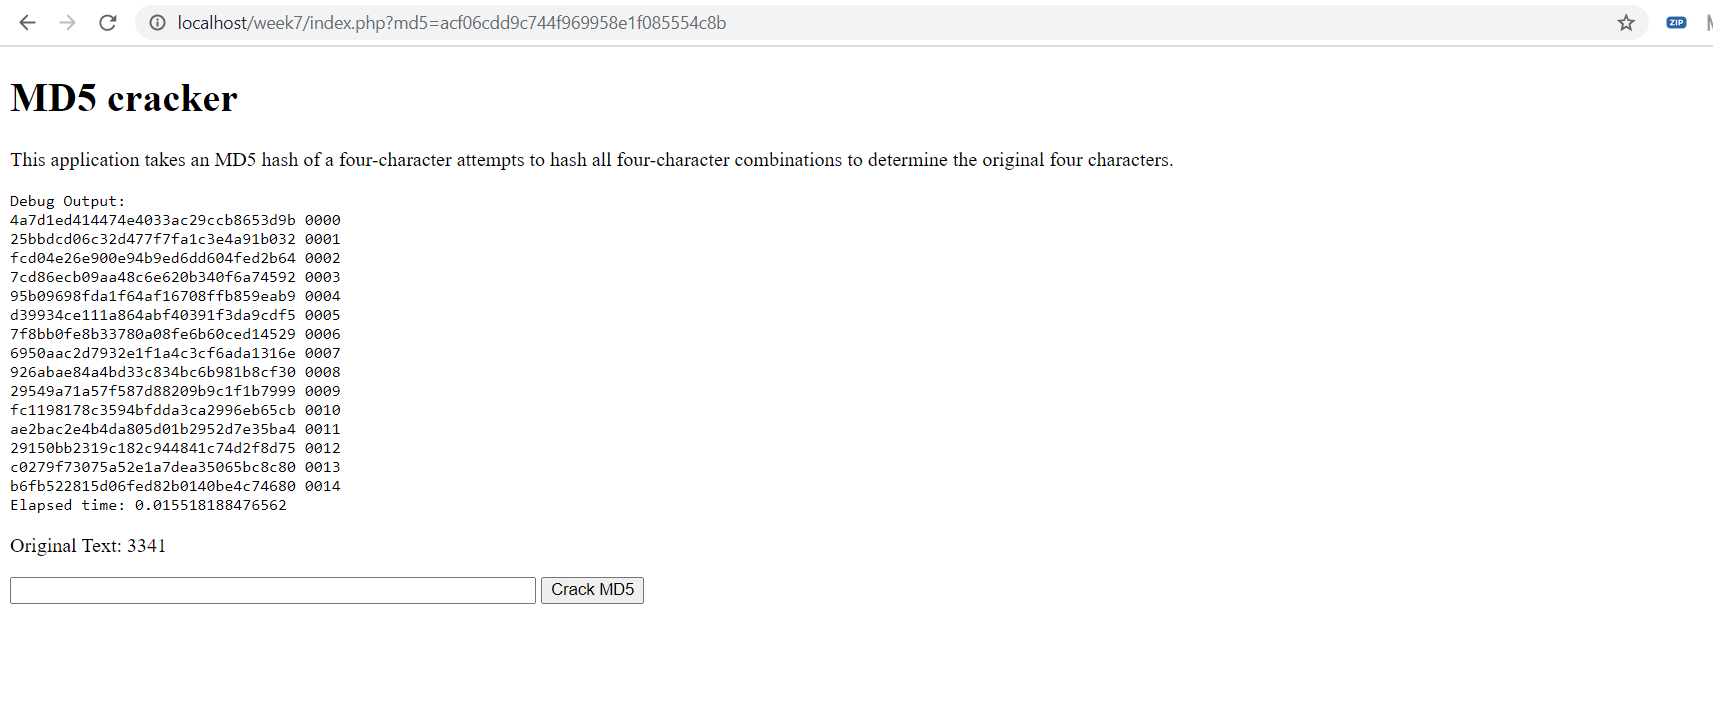 localhost/week7/index.php?md5=acf06cdd9c744f969958e1f085554c8b
ZIP
MD5 cracker
This application takes an MD5 hash of a four-character attempts to hash all four-character combinations to determine the original four characters.
Debug Output:
4a7d1ed414474e4033ac29ccb8653d9b 0000
25bbdcd06c32d477f7fa1c3e4a91b032 0001
fcd04e26e900e94b9ed6dd604fed2b64 0002
7cd86ecb09aa48c6e620b340f6a74592 0003
95b09698fda1f64af16708ffb859eab9 0004
d39934ce111a864abf40391f3da9cdf5 0005
7f8bb0fe8b33780a08fe6b60ced14529 0006
6950aac2d7932e1f1a4c3cf6ada1316e 0007
926abae84a4bd33c834bc6b981b8cf30 0008
29549a71a57f587d88209b9c1f1b7999 0009
fc1198178c3594bfdda3ca2996eb65cb 0010
ae2bac2e4b4da805d01b2952d7e35ba4 0011
29150bb2319c182c944841c74d2f8d75 0012
c0279f73075a52e1a7dea35065bc8c80 0013
b6fb522815d06fed82b0140be4c74680 0014
Elapsed time: 0.015518188476562
Original Text: 3341
Crack MD5